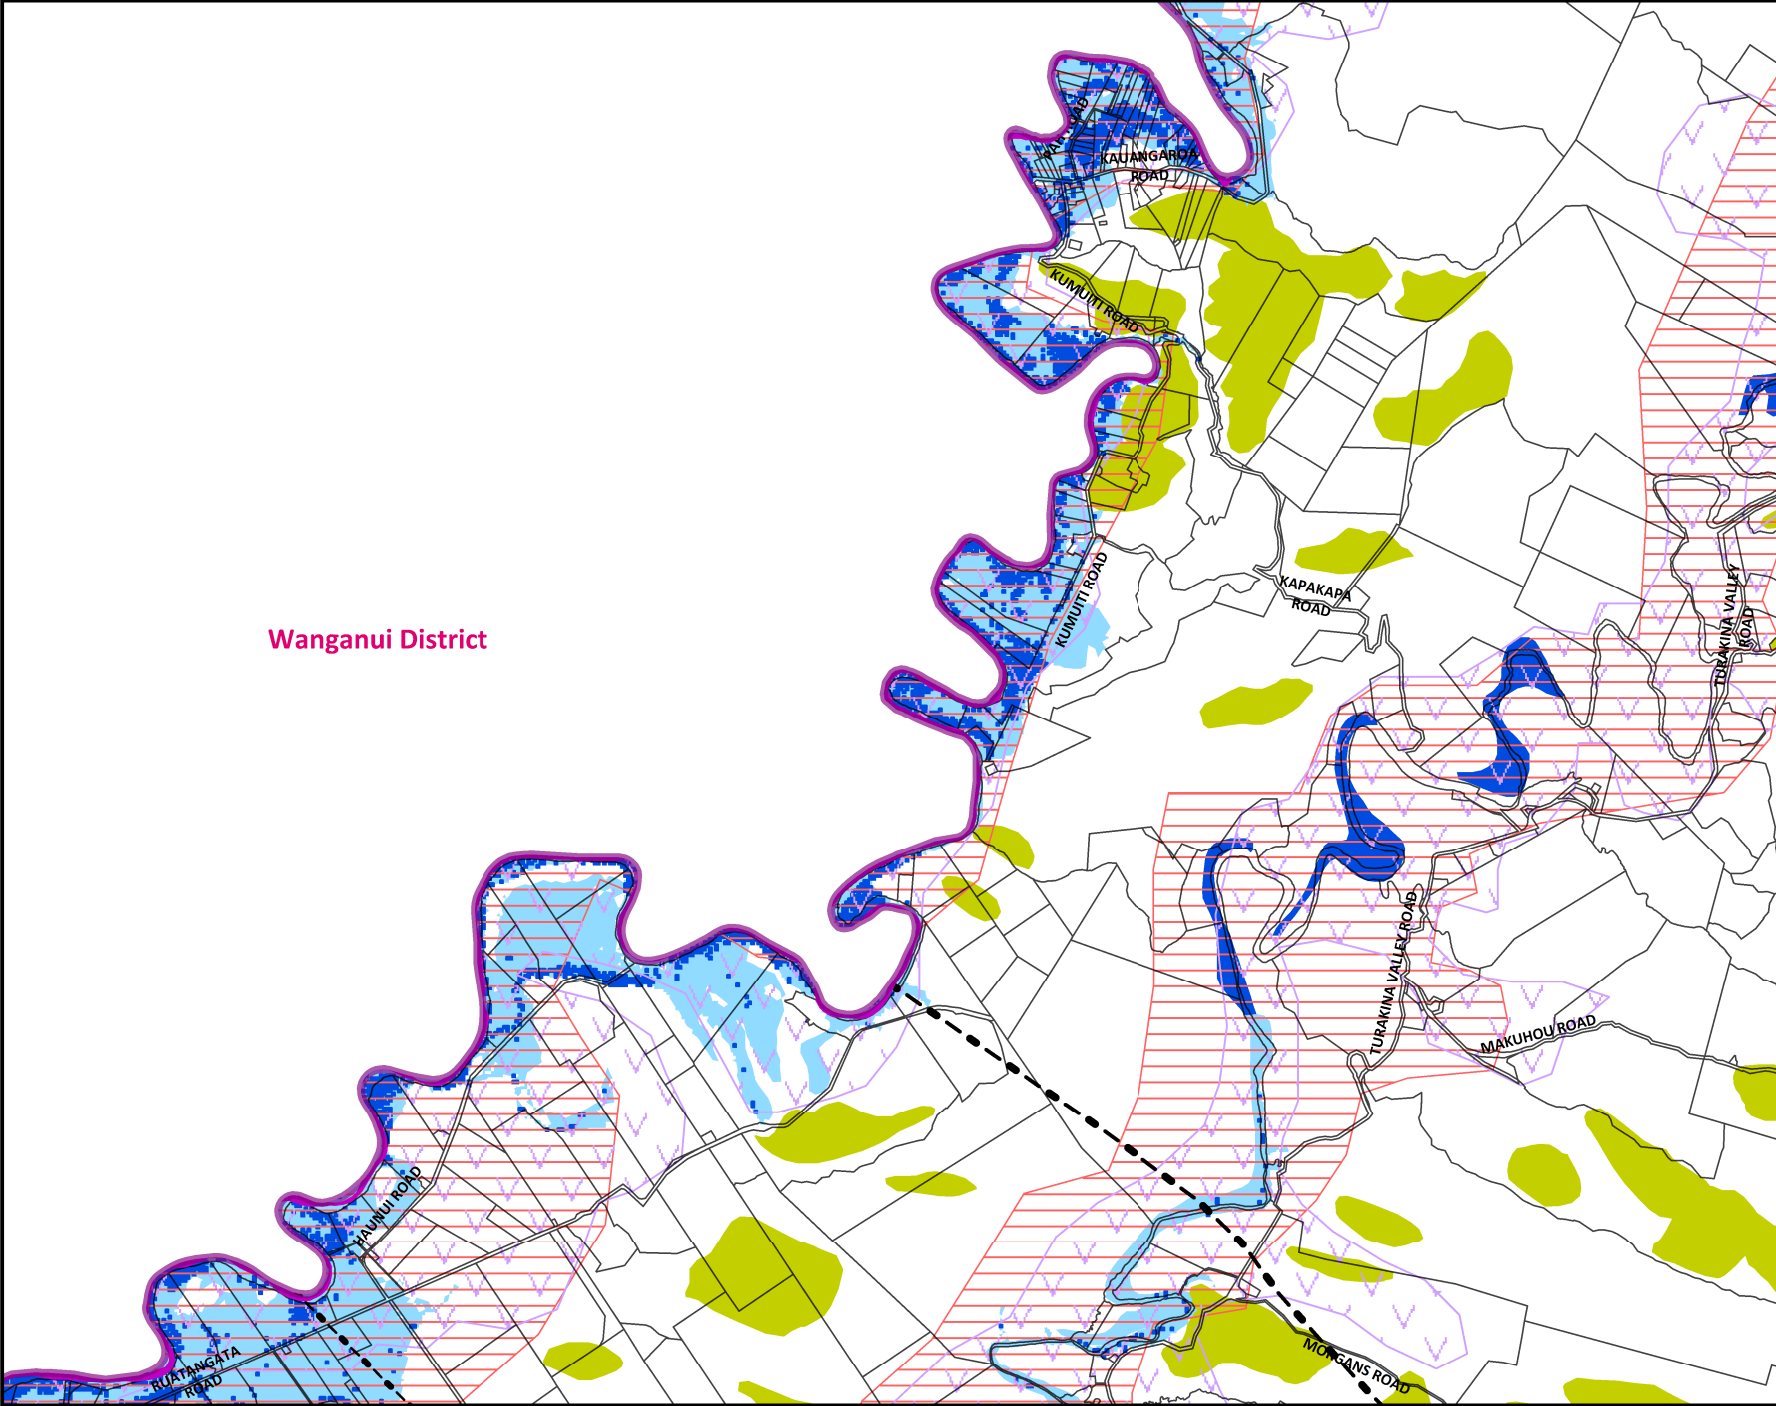 KAUANGAROA
ROAD
KUMUITI ROAD
KUMUITI ROAD
KAPAKAPA
ROAD
TURAKINA VALLEY
ROAD
Wanganui District
TURAKINA VALLEY ROAD
MAKUHOU ROAD
HAUNUI ROAD
RUATANGATA
ROAD
MORGANS ROAD